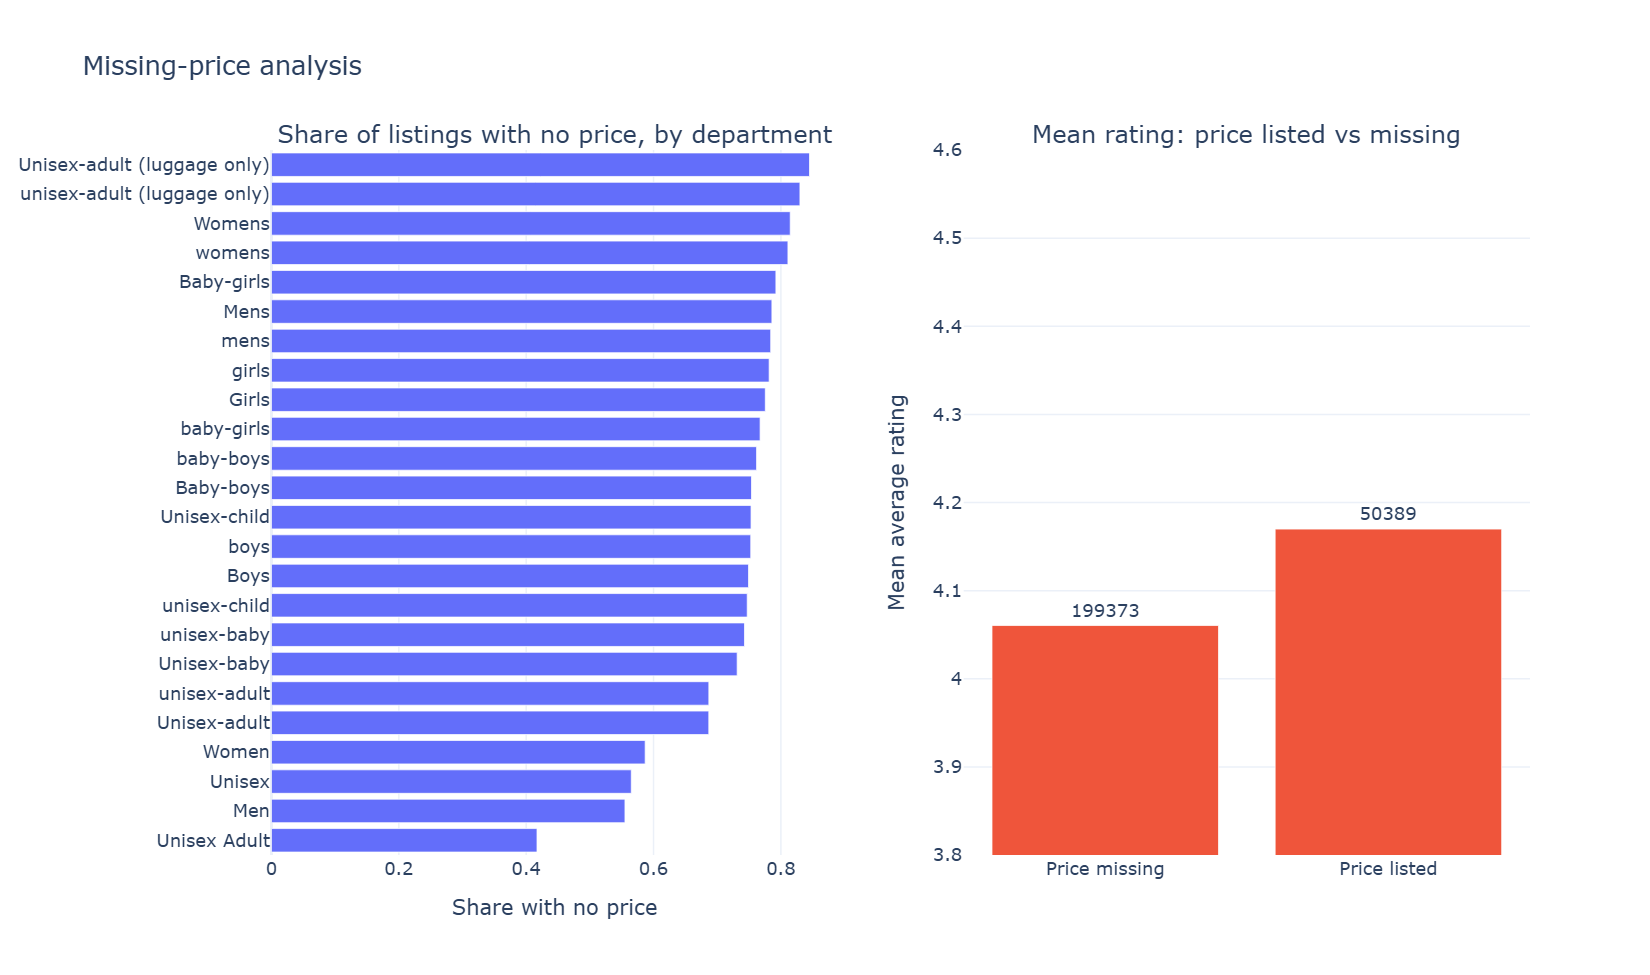 Missing-price analysis
Share of listings with no price, by department
Unisex-adult (luggage only)
unisex-adult (luggage only)
Womens
womens
Baby-girls
Mens
mens
girls
Girls
baby-girls
baby-boys
Baby-boys
Unisex-child
boys
Boys
unisex-child
unisex-baby
Unisex-baby
unisex-adult
Unisex-adult
Women
Unisex
Men
Unisex Adult
0 0.2 0.4 0.6 0.8
Share with no price
Mean rating: price listed vs missing
4.6
4.5
4.4
4.3
4.2
4.1
4
3.9
3.8
Mean average rating
199373
50389
Price missing Price listed